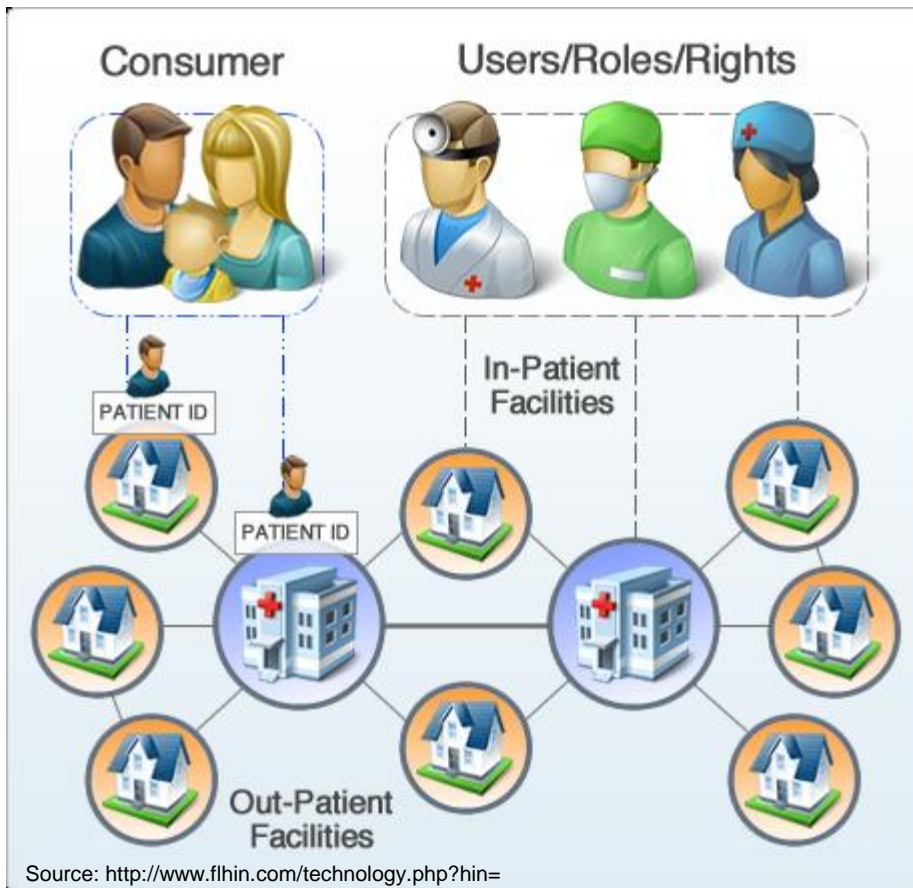 Consumer
Users/Roles/Rights
In-Patient
Facilities
PATIENT ID
PATIENT ID
Out-Patient
Facilities
Source: http://www.flhin.com/technology.php?hin=